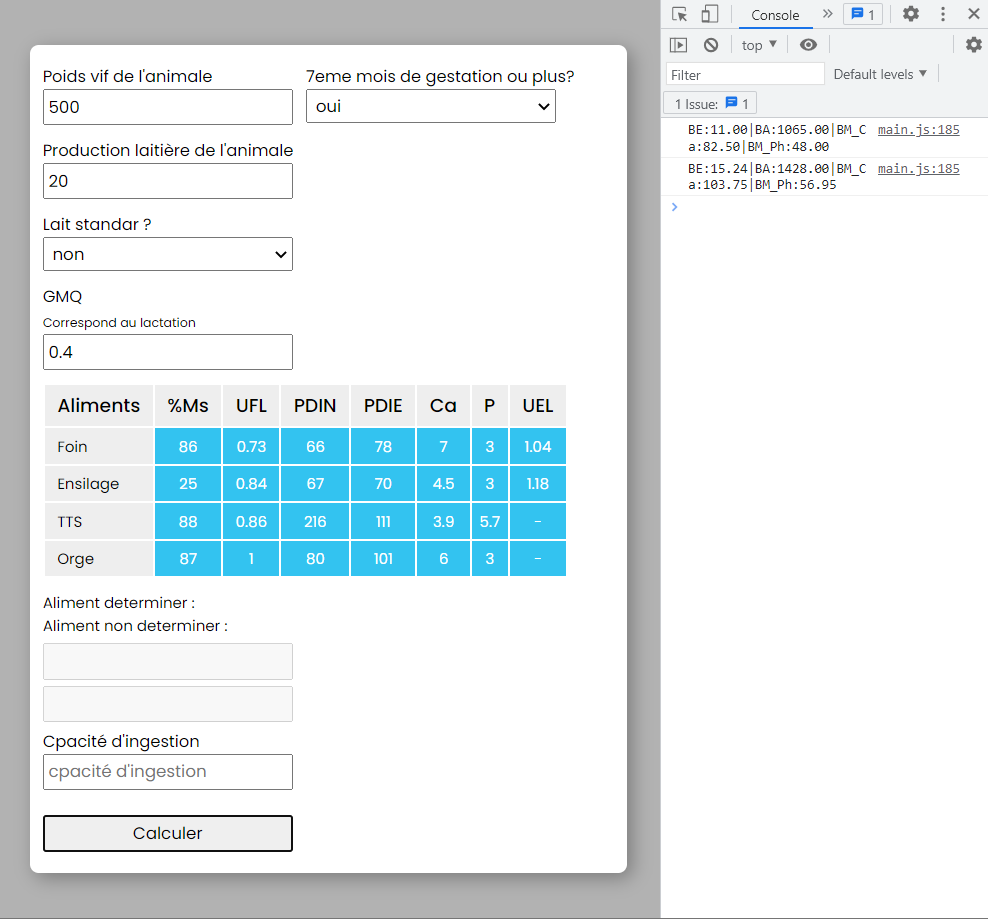 Poids vif de l'animale
500
7eme mois de gestation ou plus?
oui
Production laitière de l'animale
20
Lait standar ?
non
GMQ
Correspond au lactation
0.4
Aliments %Ms UFL PDIN PDIE Ca P UEL
Foin 86 0.73 66 78 7 3 1.04
Ensilage 25 0.84 67 70 4.5 3 1.18
TTS 88 0.86 216 111 3.9 5.7 -
Orge 87 1 80 101 6 3 -
Aliment determiner :
Aliment non determiner :
Cpacité d'ingestion
cpacité d'ingestion
Calculer
Console » 1
top ▼
Filter Default levels ▼
1 Issue: 1
BE:11.00|BA:1065.00|BM_C main.js:185
a:82.50|BM_Ph:48.00
BE:15.24|BA:1428.00|BM_C main.js:185
a:103.75|BM_Ph:56.95